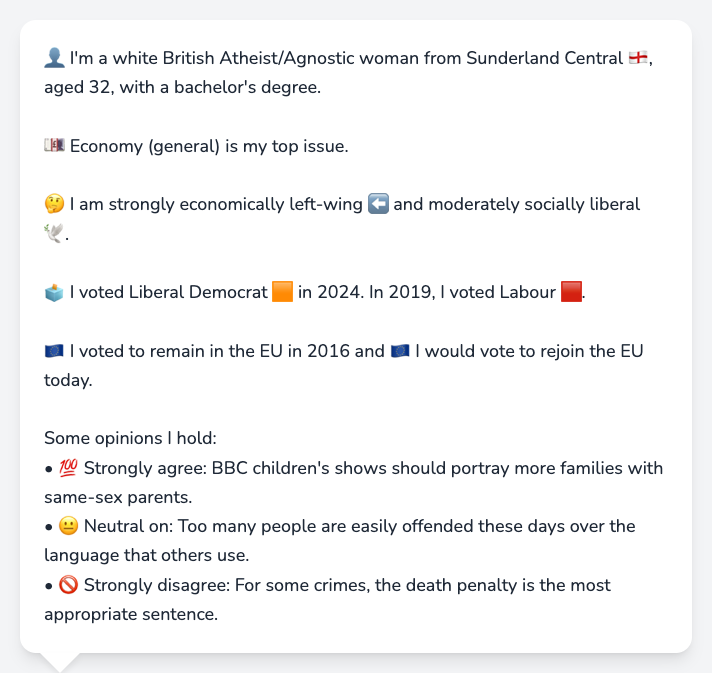 👤 I'm a white British Atheist/Agnostic woman from Sunderland Central 🏴󠁧󠁢󠁥󠁮󠁧󠁿,
aged 32, with a bachelor's degree.
💷 Economy (general) is my top issue.
🤔 I am strongly economically left-wing ⬅️ and moderately socially liberal
🕊️.
🗳️ I voted Liberal Democrat 🟧 in 2024. In 2019, I voted Labour 🟥.
🇪🇺 I voted to remain in the EU in 2016 and 🇪🇺 I would vote to rejoin the EU
today.
Some opinions I hold:
• 💯 Strongly agree: BBC children's shows should portray more families with
same-sex parents.
• 😐 Neutral on: Too many people are easily offended these days over the
language that others use.
• 🚫 Strongly disagree: For some crimes, the death penalty is the most
appropriate sentence.